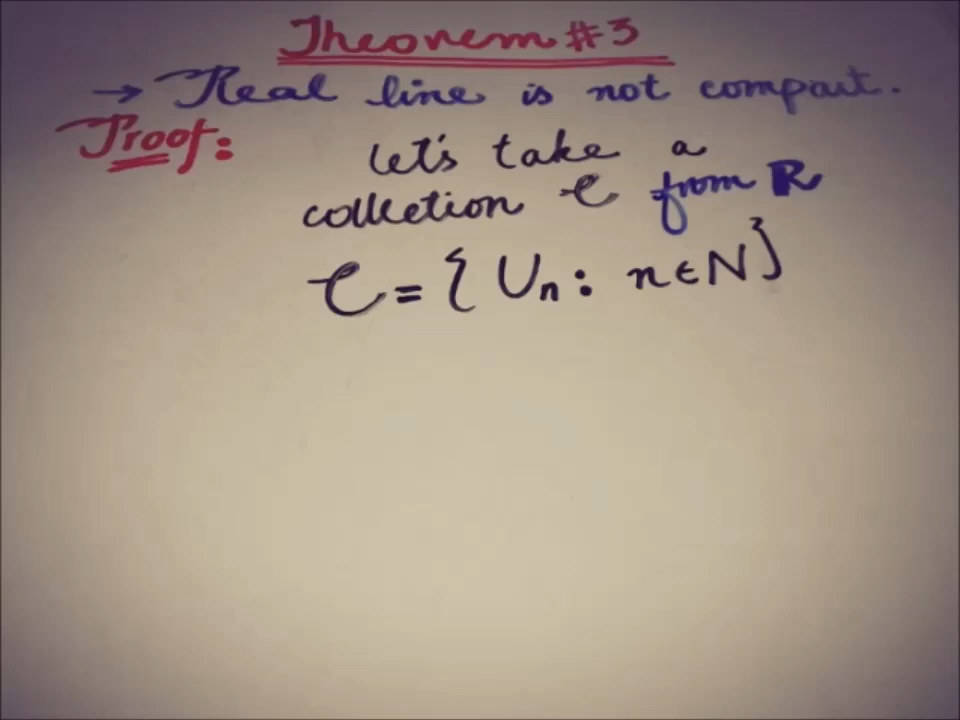 Theorem #3
→ Real line is not compact.
Proof: Let's take a
collection C from R
C = { Un : n ∈ N }